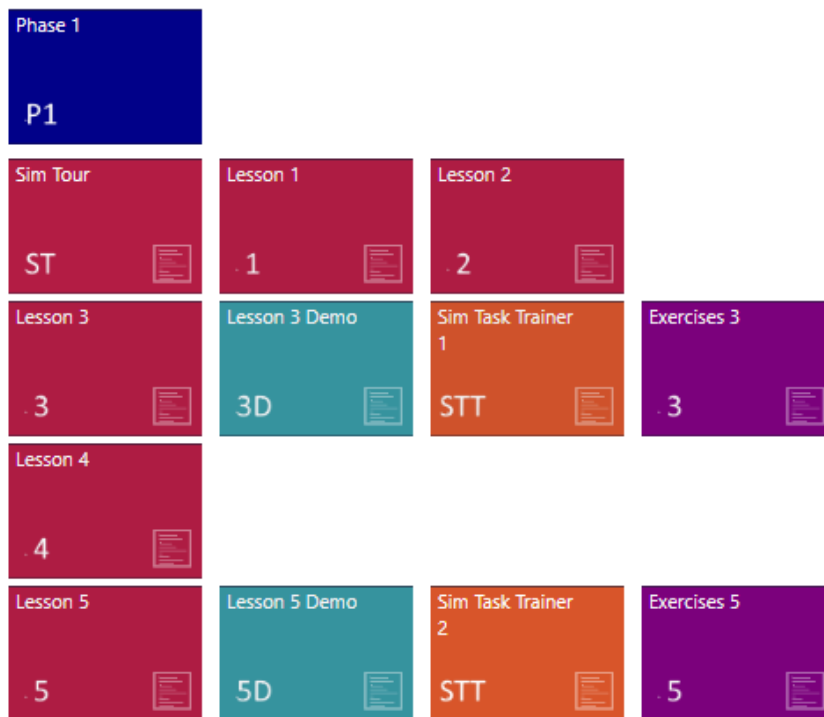 Phase 1
.P1
Sim Tour
ST
Lesson 1
. 1
Lesson 2
. 2
Lesson 3
. 3
Lesson 3 Demo
3D
Sim Task Trainer
1
STT
Exercises 3
. 3
Lesson 4
. 4
Lesson 5
. 5
Lesson 5 Demo
5D
Sim Task Trainer
2
STT
Exercises 5
. 5